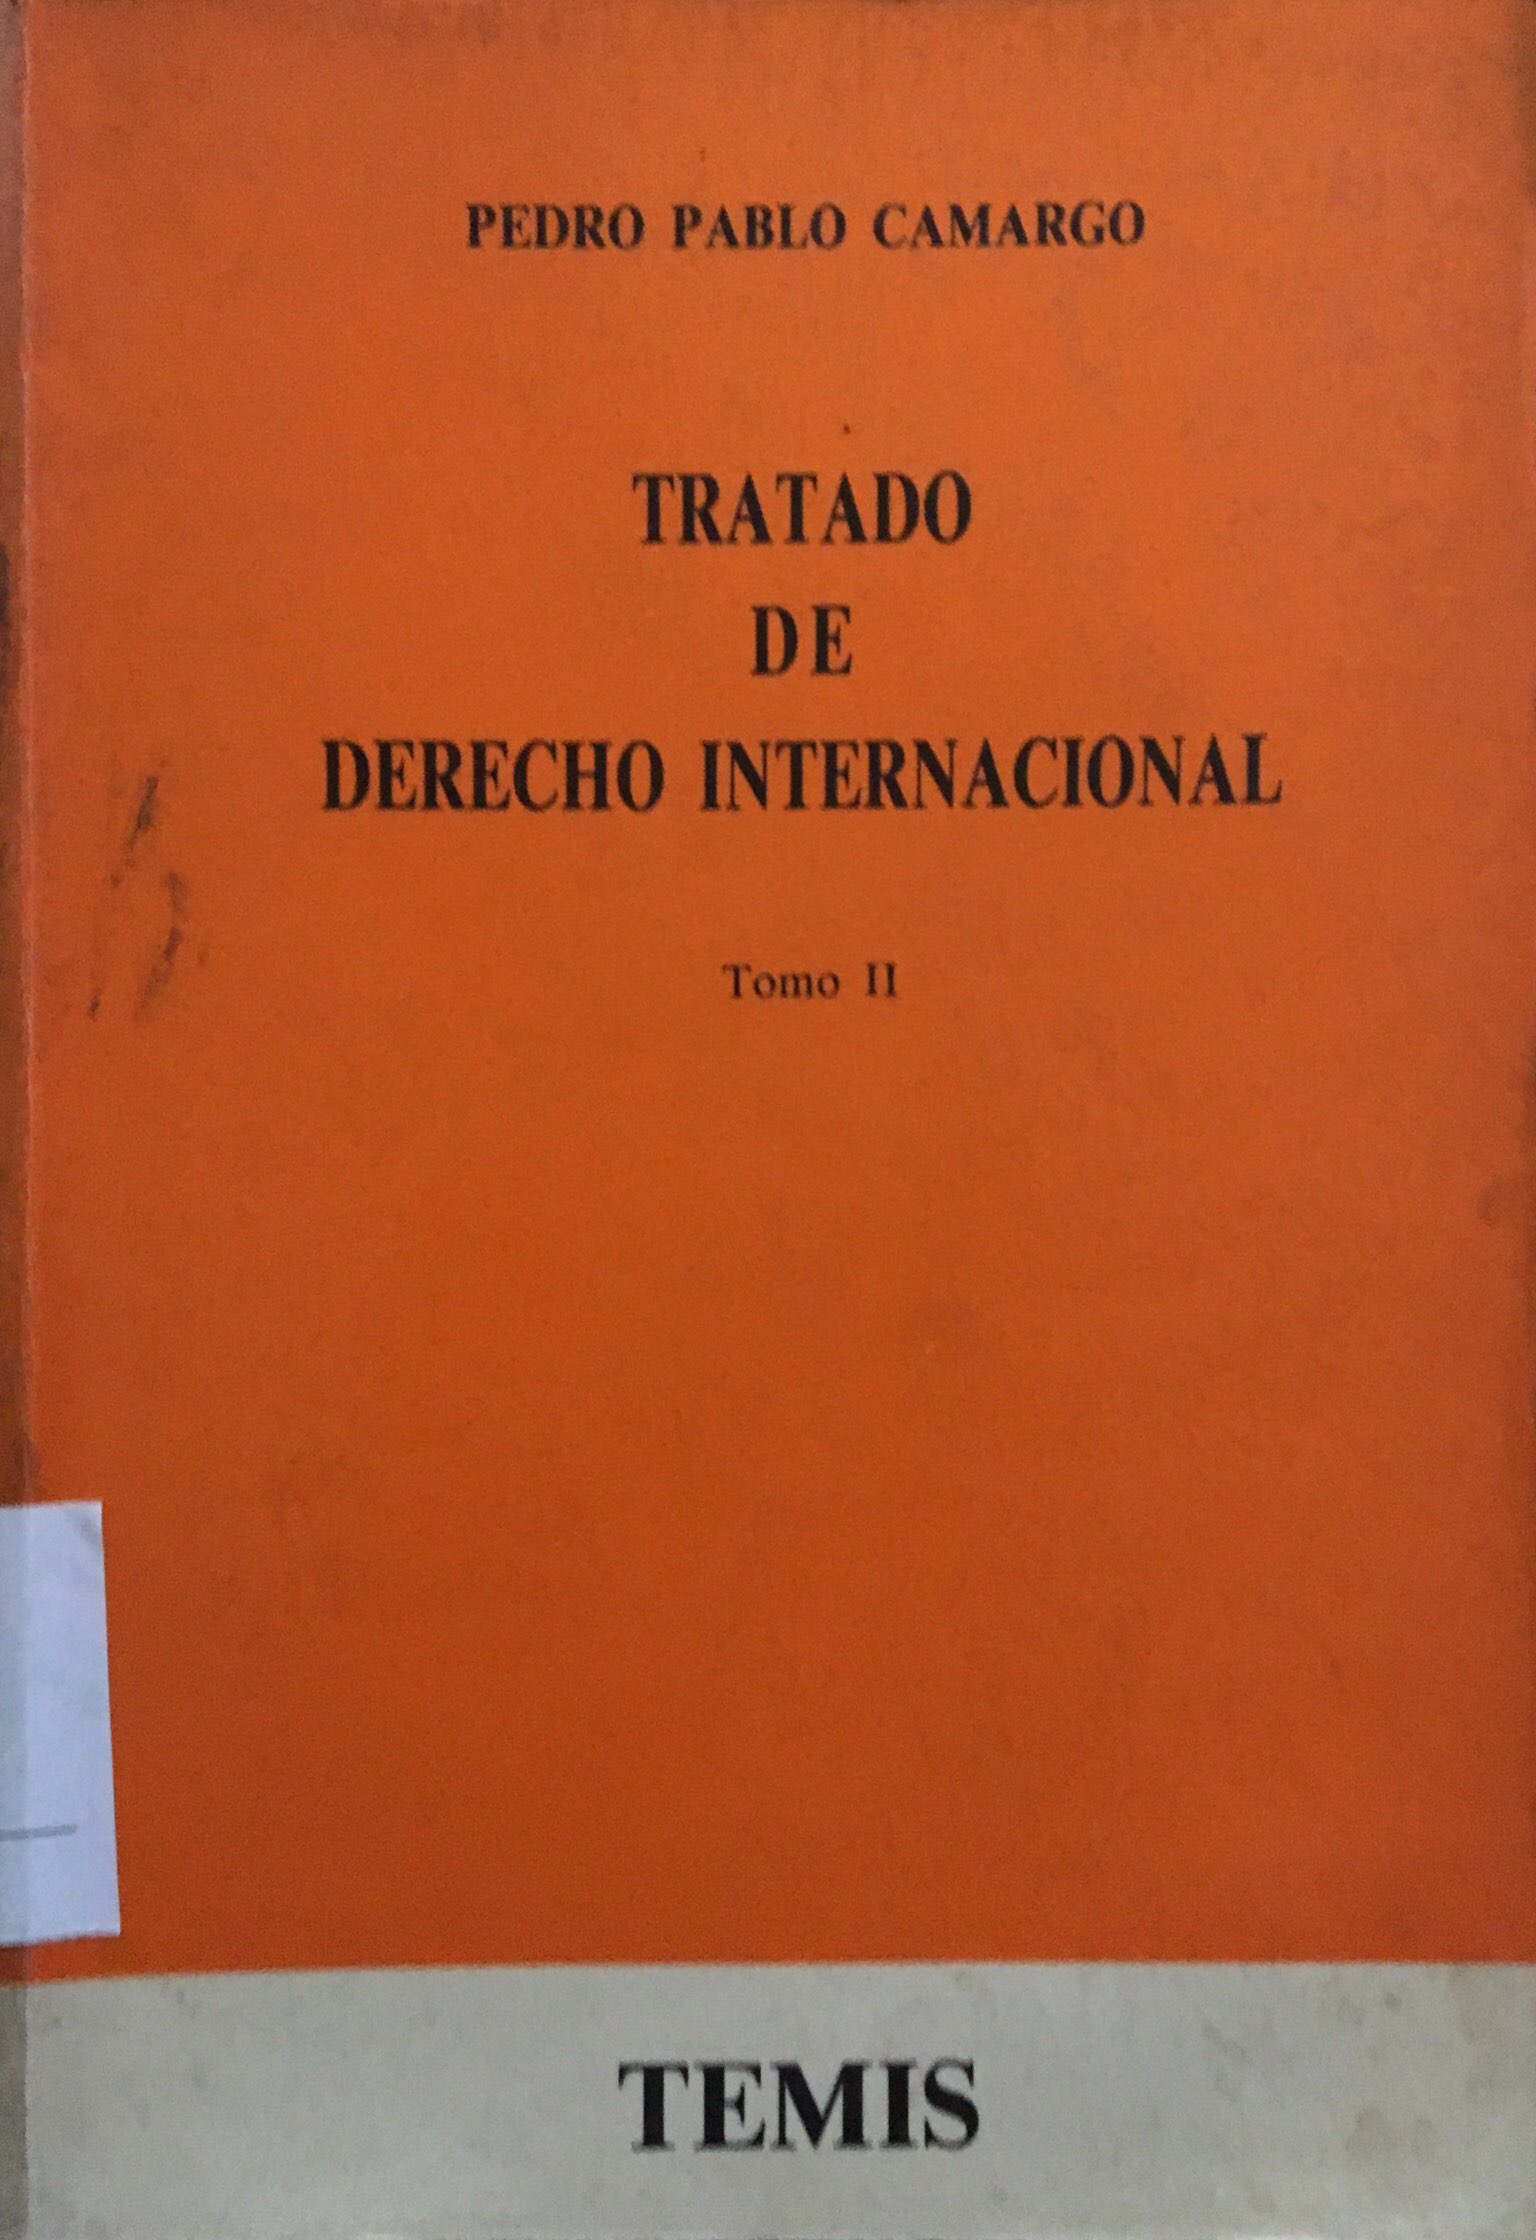 PEDRO PABLO CAMARGO
TRATADO
DE
DERECHO INTERNACIONAL
Tomo II
TEMIS